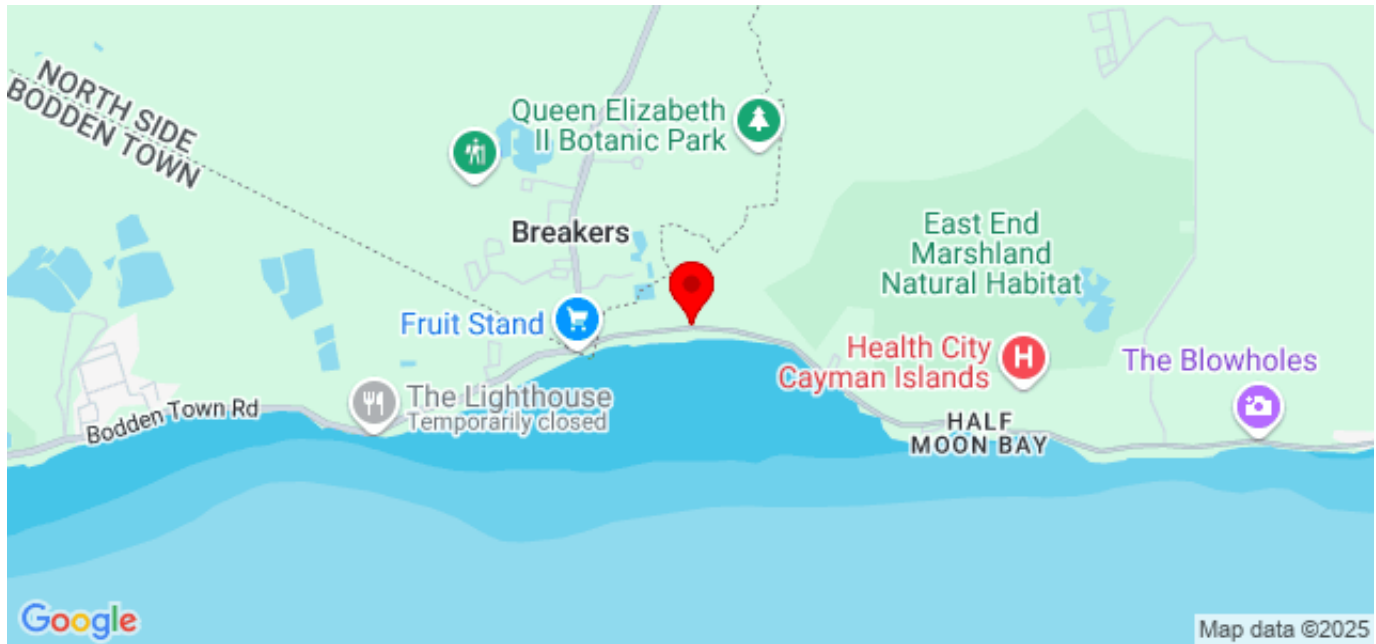 NORTH SIDE
BODDEN TOWN
Queen Elizabeth
II Botanic Park
Breakers
East End
Marshland
Natural Habitat
Fruit Stand
Health City
Cayman Islands
H
The Blowholes
The Lighthouse
Temporarily closed
Bodden Town Rd
HALF
MOON BAY
Google
Map data ©2025